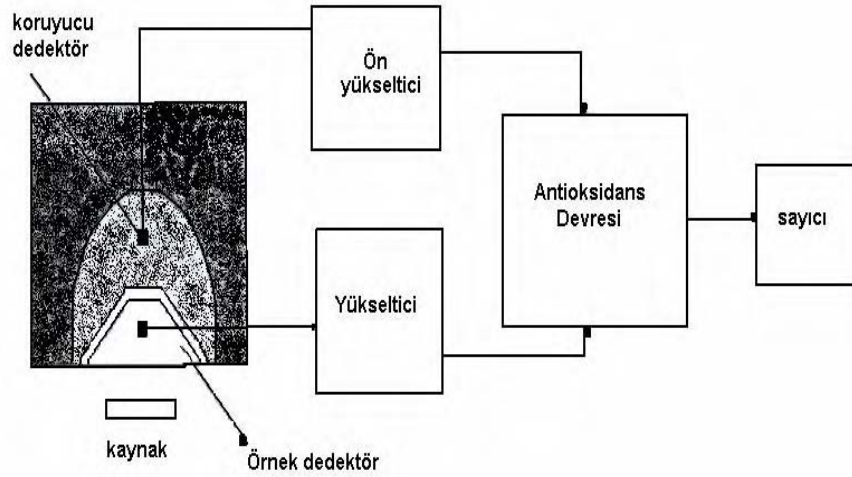 koruyucu
dedektör
Ön
yükseltici
Antioksidans
Devresi
sayıcı
Yükseltici
kaynak
Örnek dedektör